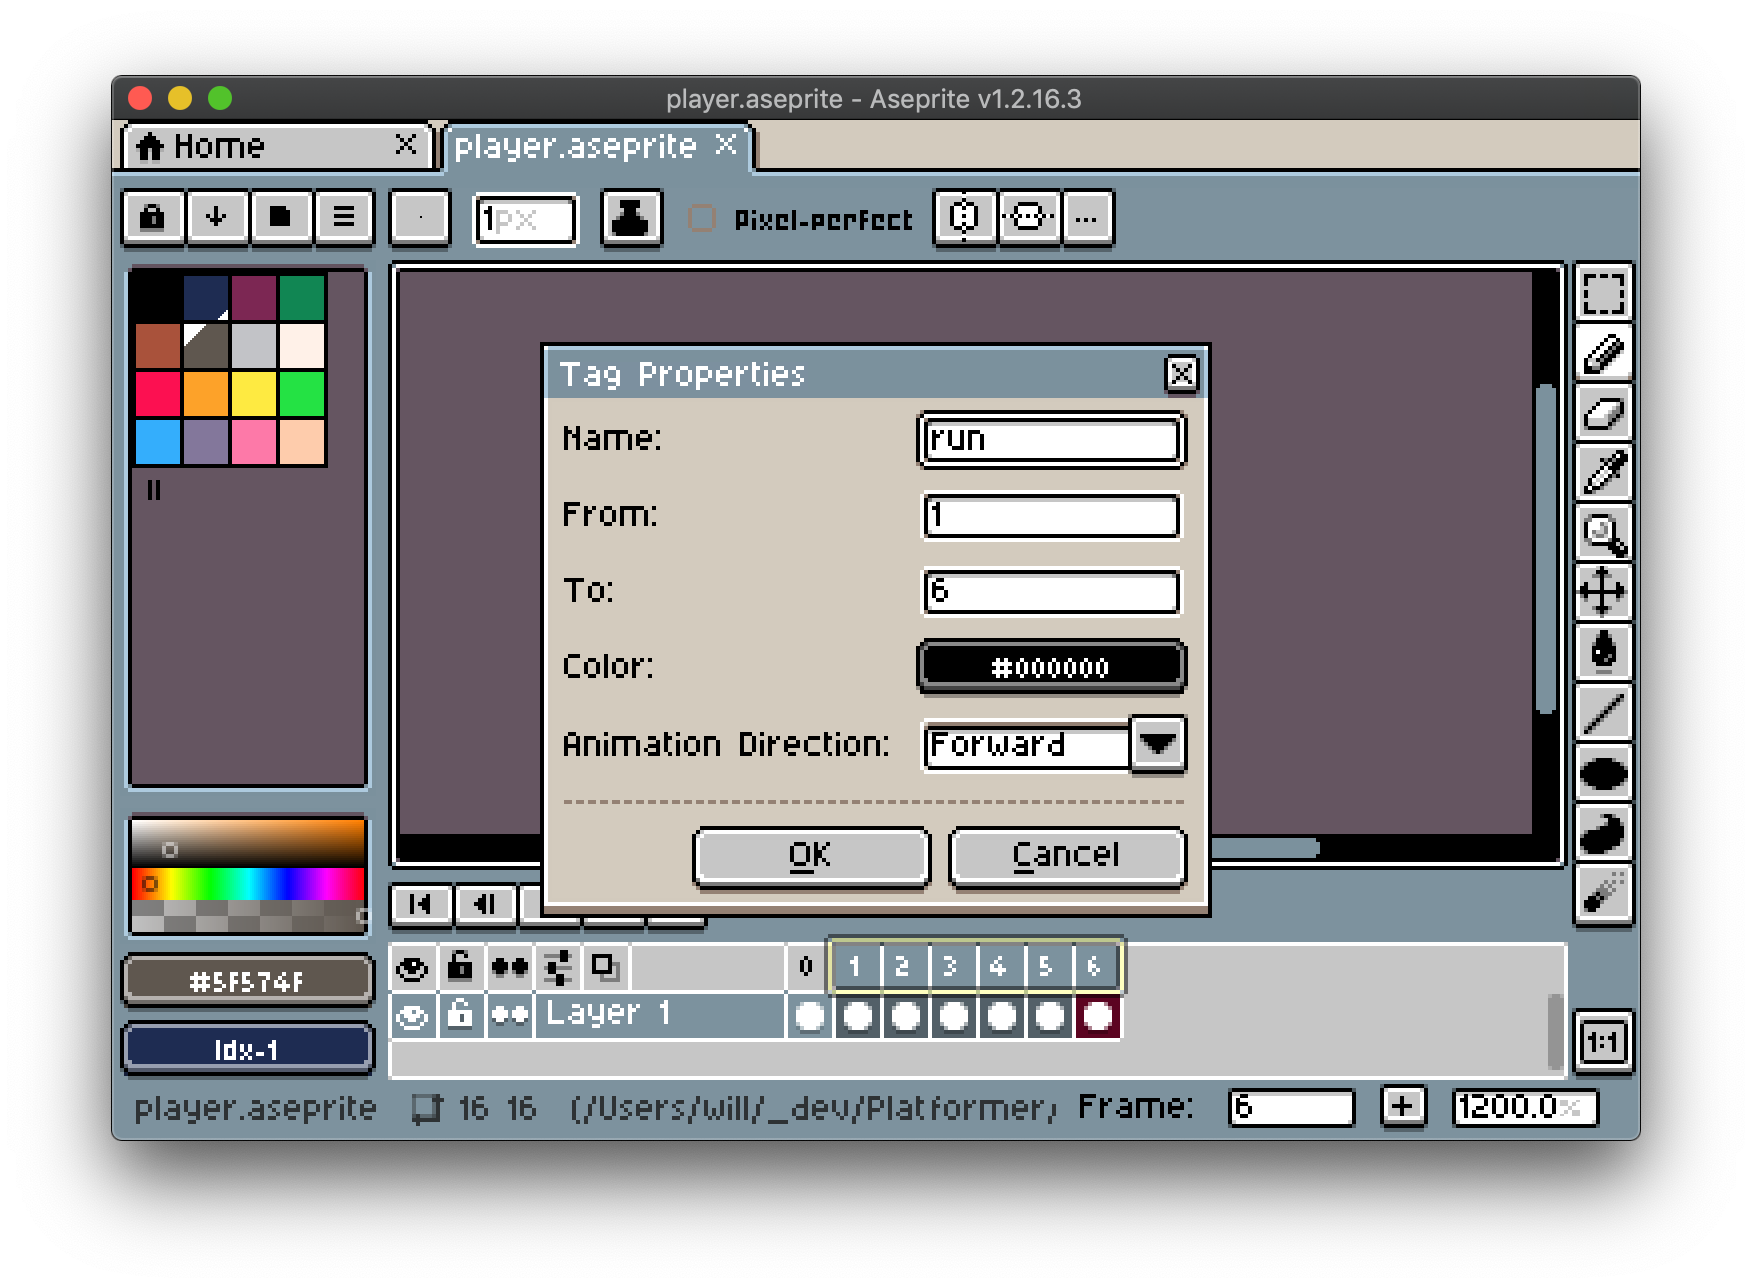 player.aseprite - Aseprite v1.2.16.3
Home
player.aseprite
1px
Pixel-perfect
...
Tag Properties
Name: run
From: 1
To: 6
Color: #000000
Animation Direction: Forward
OK Cancel
0 1 2 3 4 5 6
Layer 1
#5F574F
Idx-1
1:1
player.aseprite 16 16 (/Users/will/_dev/Platformer/ Frame: 6 + 1200.0%